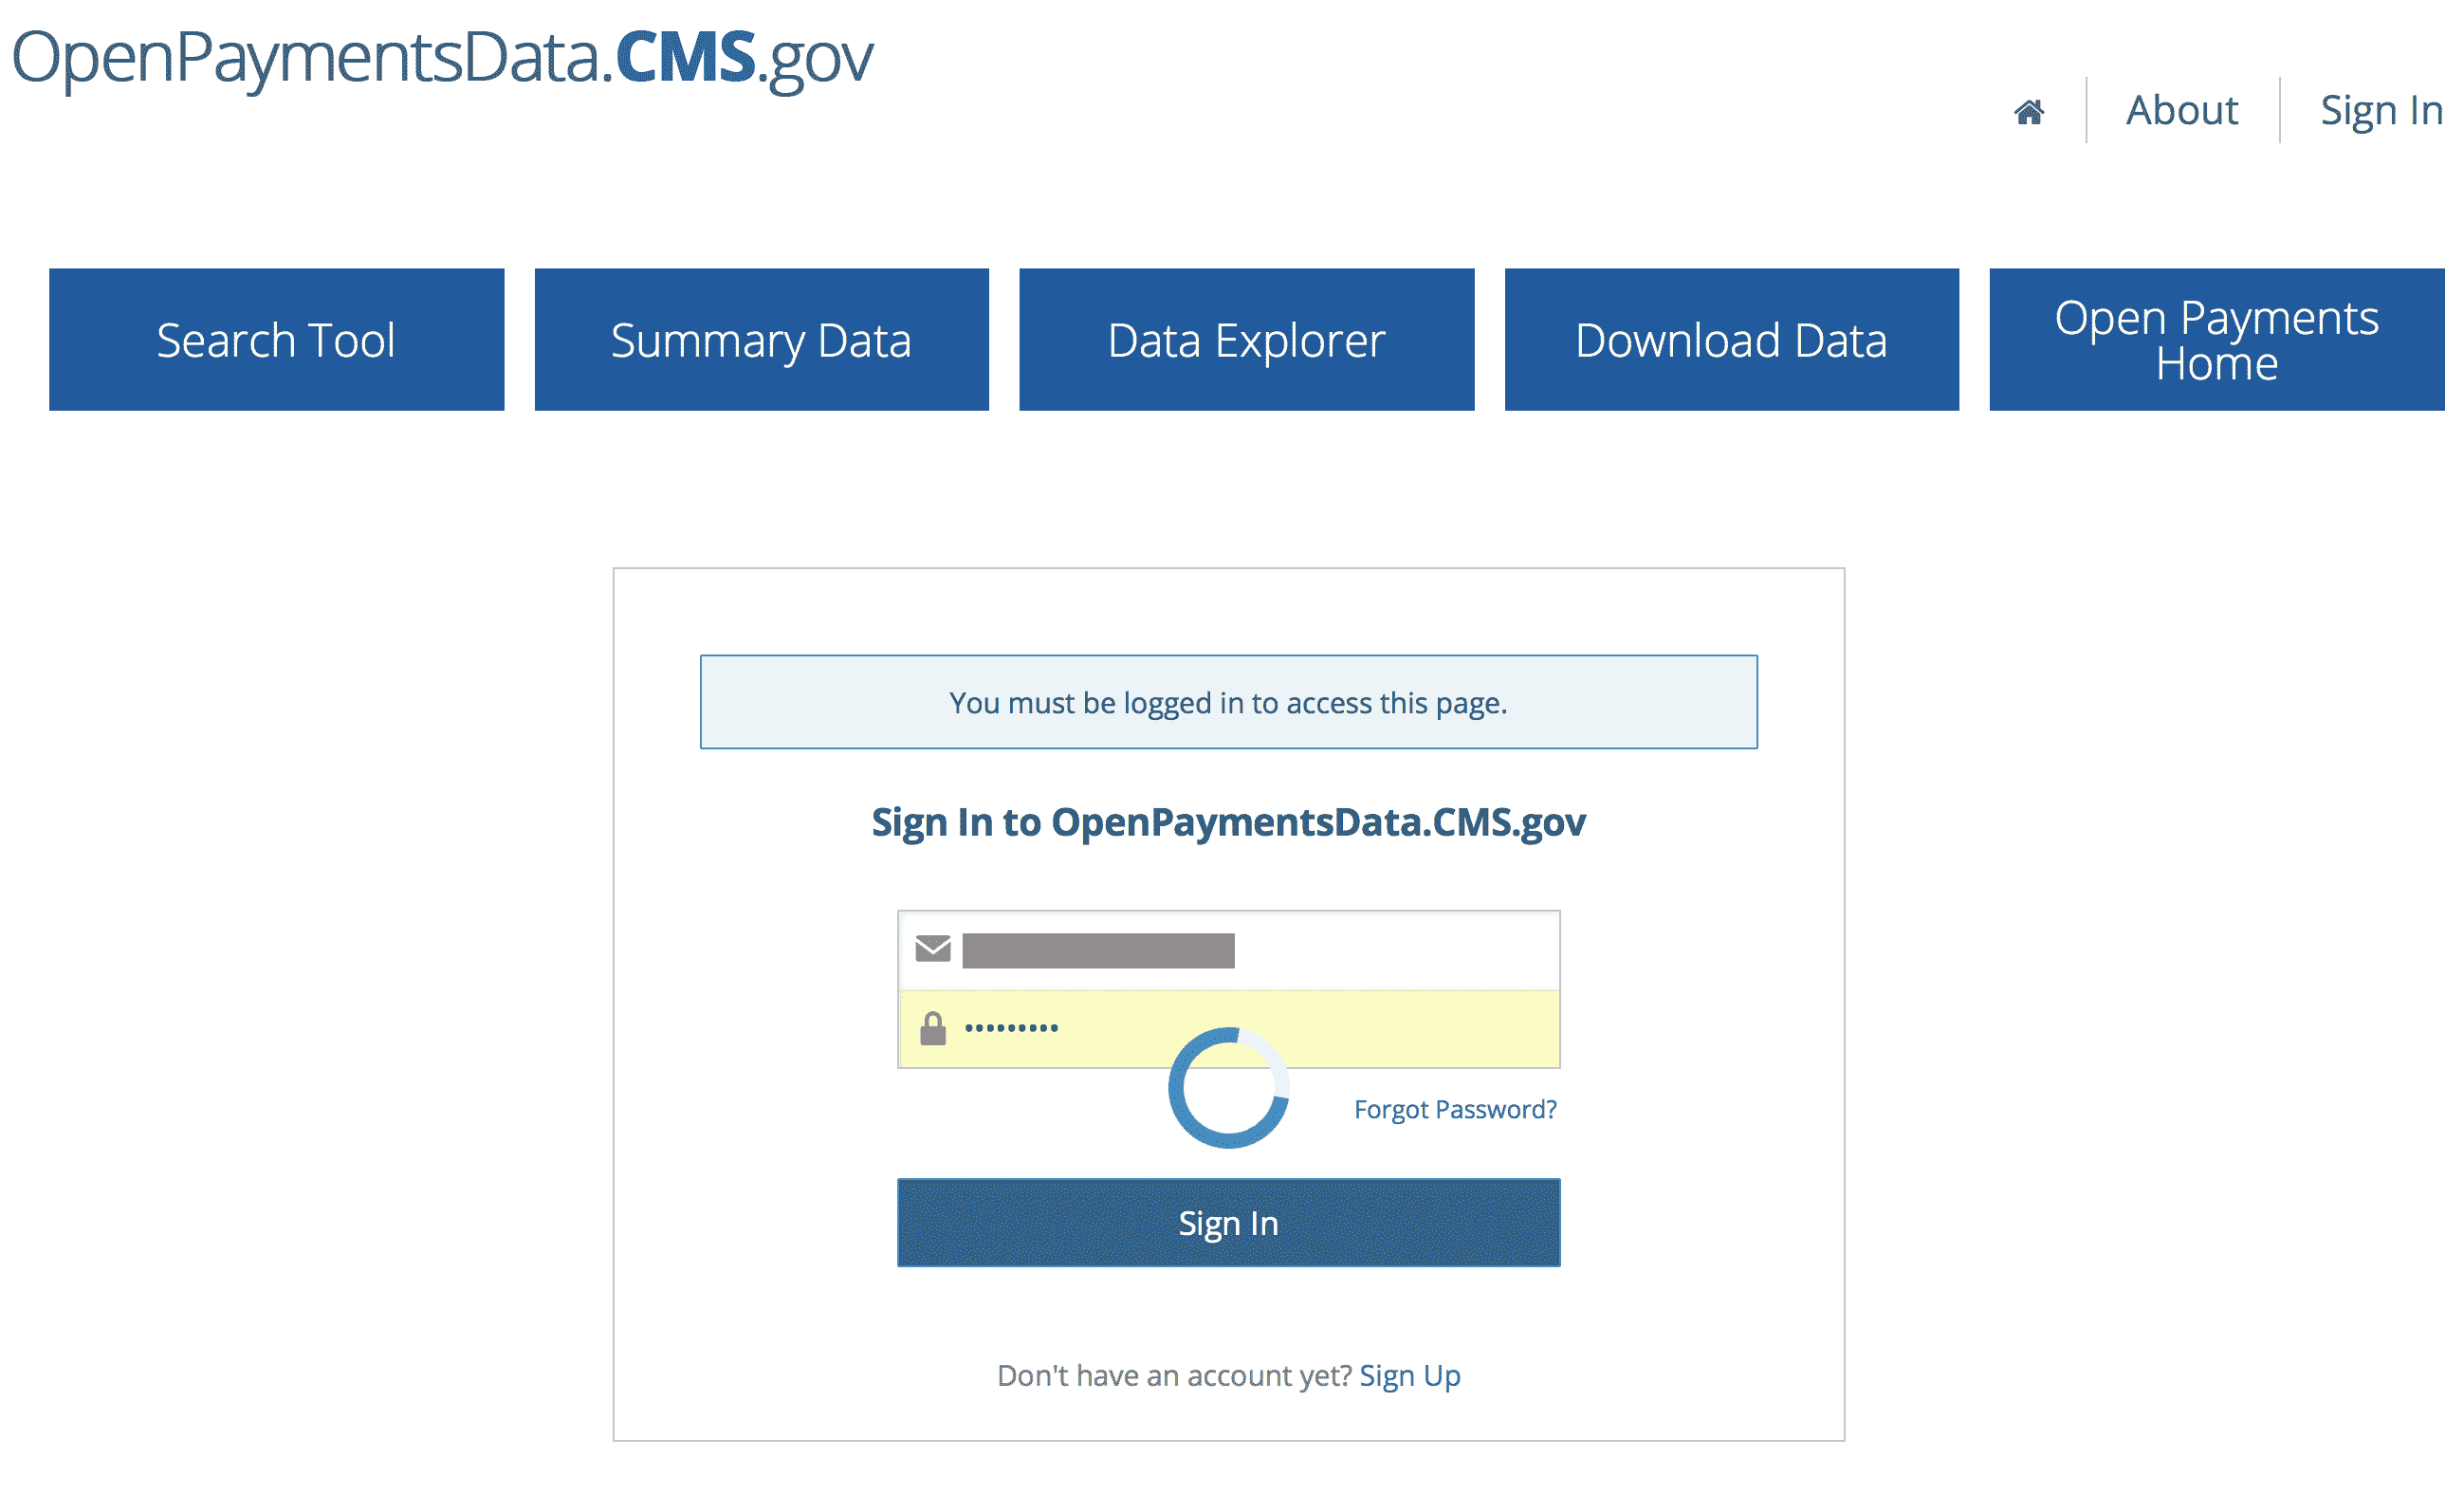 OpenPaymentsData.CMS.gov
About
Sign In
Search Tool
Summary Data
Data Explorer
Download Data
Open Payments
Home
You must be logged in to access this page.
Sign In to OpenPaymentsData.CMS.gov
•••••••••
Forgot Password?
Sign In
Don't have an account yet? Sign Up